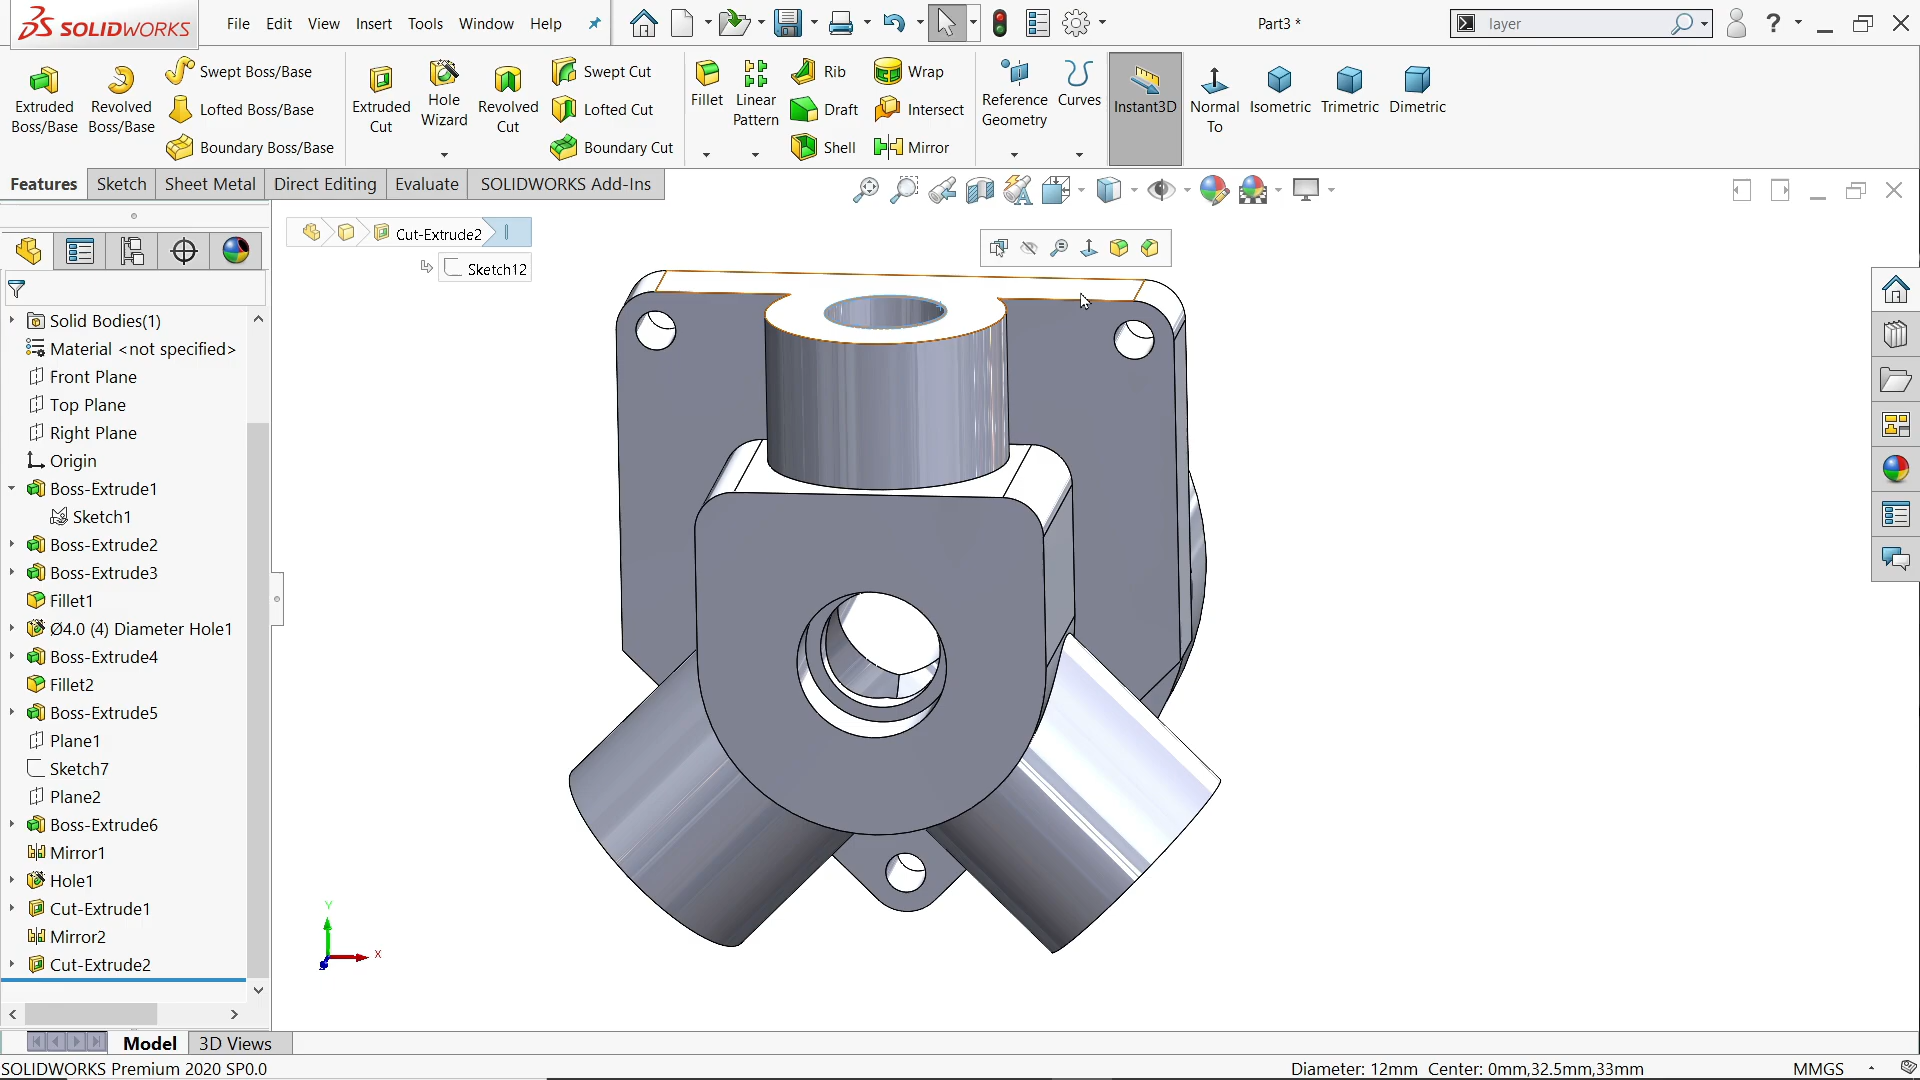 SOLIDWORKS
File Edit View Insert Tools Window Help
Part3 *
layer
?
Extruded Boss/Base
Revolved Boss/Base
Swept Boss/Base
Lofted Boss/Base
Boundary Boss/Base
Extruded Cut
Hole Wizard
Revolved Cut
Swept Cut
Lofted Cut
Boundary Cut
Fillet
Linear Pattern
Rib
Draft
Shell
Wrap
Intersect
Mirror
Reference Geometry
Curves
Instant3D
Normal To
Isometric
Trimetric
Dimetric
Features Sketch Sheet Metal Direct Editing Evaluate SOLIDWORKS Add-Ins
Cut-Extrude2
Sketch12
Solid Bodies(1)
Material <not specified>
Front Plane
Top Plane
Right Plane
Origin
Boss-Extrude1
Sketch1
Boss-Extrude2
Boss-Extrude3
Fillet1
Ø4.0 (4) Diameter Hole1
Boss-Extrude4
Fillet2
Boss-Extrude5
Plane1
Sketch7
Plane2
Boss-Extrude6
Mirror1
Hole1
Cut-Extrude1
Mirror2
Cut-Extrude2
Y
X
Model 3D Views
SOLIDWORKS Premium 2020 SP0.0
Diameter: 12mm Center: 0mm,32.5mm,33mm
MMGS